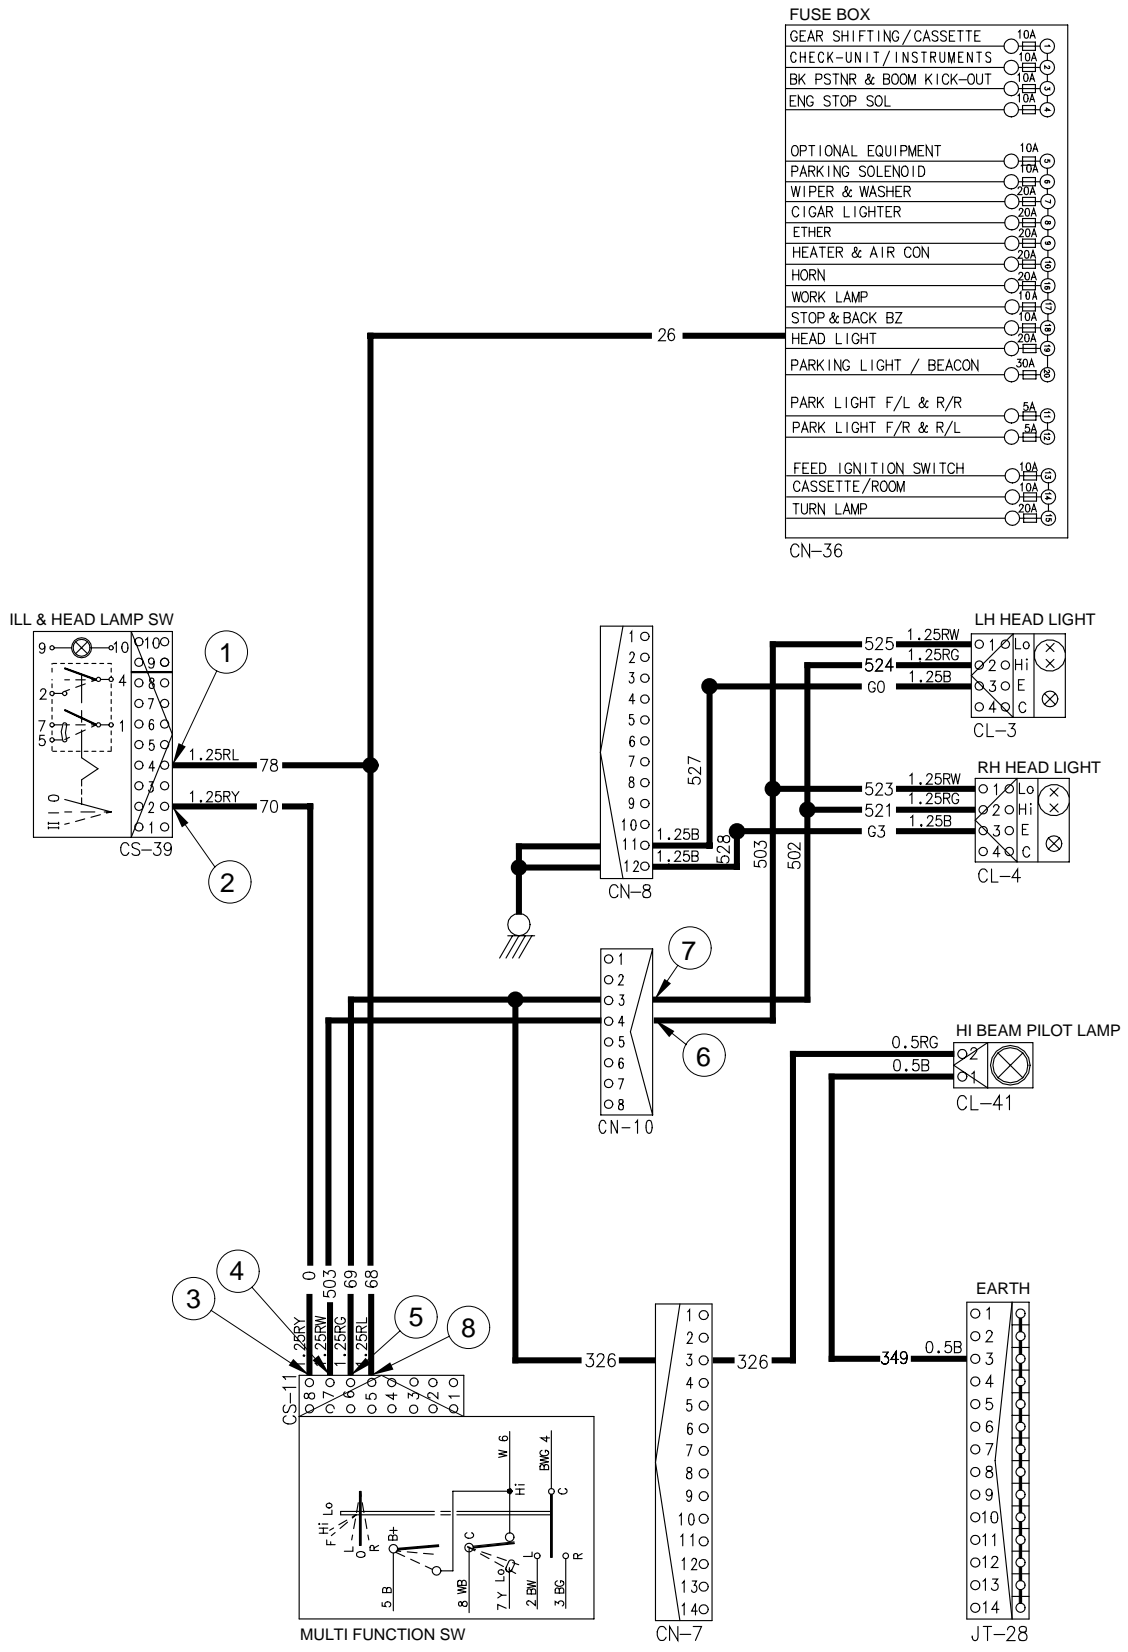 FUSE BOX
GEAR SHIFTING/CASSETTE 10A 1
CHECK-UNIT/INSTRUMENTS 10A 2
BK PSTNR & BOOM KICK-OUT 10A 3
ENG STOP SOL 10A 4
OPTIONAL EQUIPMENT 10A 5
PARKING SOLENOID 10A 6
WIPER & WASHER 20A 7
CIGAR LIGHTER 20A 8
ETHER 20A 9
HEATER & AIR CON 20A 10
HORN 20A 16
WORK LAMP 10A 17
STOP & BACK BZ 10A 18
HEAD LIGHT 20A 19
PARKING LIGHT / BEACON 30A 20
PARK LIGHT F/L & R/R 5A 11
PARK LIGHT F/R & R/L 5A 12
FEED IGNITION SWITCH 10A 13
CASSETTE/ROOM 10A 14
TURN LAMP 20A 15
CN-36
26
ILL & HEAD LAMP SW
9 10
2 4
7 1
5
II I O
10
9
8
7
6
5
4
3
2
1
CS-39
1
1.25RL 78
1.25RY 70
2
1
2
3
4
5
6
7
8
9
10
11 1.25B
12 1.25B
CN-8
527
528
503
502
LH HEAD LIGHT
525 1.25RW 1 Lo
524 1.25RG 2 Hi
G0 1.25B 3 E
4 C
CL-3
RH HEAD LIGHT
523 1.25RW 1 Lo
521 1.25RG 2 Hi
G3 1.25B 3 E
4 C
CL-4
1
2
3
4
5
6
7
8
CN-10
7
6
HI BEAM PILOT LAMP
0.5RG 2
0.5B 1
CL-41
0 503 69 68
1.25RY 1.25RW 1.25RG 1.25RL
3
4
5
8
CS-11
8 7 6 5 4 3 2 1
W 6
BWG 4
Hi
C
F Hi Lo
L O R
B+
C
Lo
L
R
5 B
8 WB
7 Y
2 BW
3 BG
MULTI FUNCTION SW
326
326
1
2
3
4
5
6
7
8
9
10
11
12
13
14
CN-7
EARTH
349 0.5B
1
2
3
4
5
6
7
8
9
10
11
12
13
14
JT-28